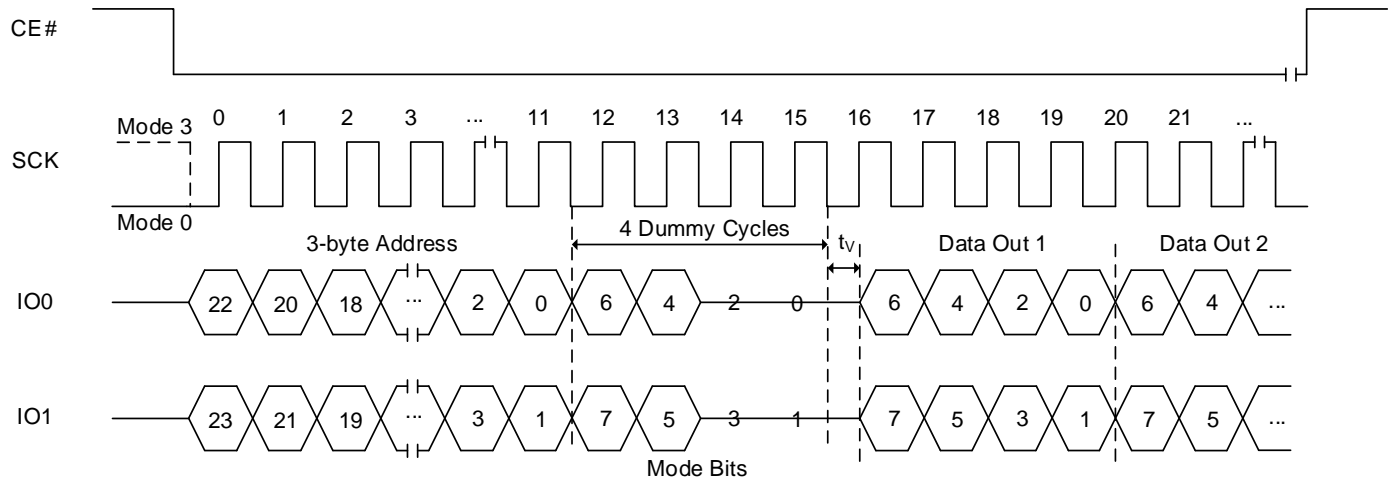 CE#
0 1 2 3 ... 11 12 13 14 15 16 17 18 19 20 21 ...
Mode 3
SCK
Mode 0
3-byte Address 4 Dummy Cycles tV Data Out 1 Data Out 2
IO0 22 20 18 ... 2 0 6 4 2 0 6 4 2 0 6 4 ...
IO1 23 21 19 ... 3 1 7 5 3 1 7 5 3 1 7 5 ...
Mode Bits